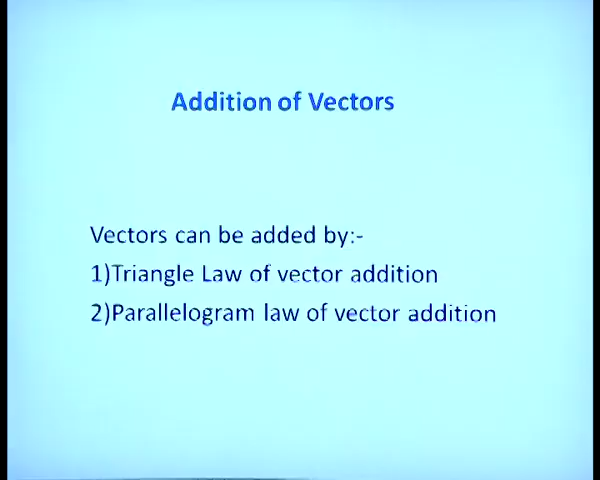 Addition of Vectors
Vectors can be added by:-
1)Triangle Law of vector addition
2)Parallelogram law of vector addition